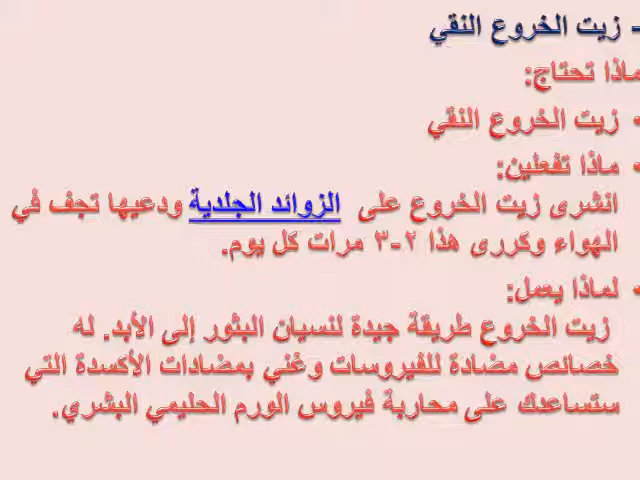 - زيت الخروع النقي
ماذا تحتاج:
• زيت الخروع النقي
• ماذا تفعلين:
انشرى زيت الخروع على الزوائد الجلدية ودعيها تجف في
الهواء وكررى هذا ٢-٣ مرات كل يوم.
• لماذا يعمل:
زيت الخروع طريقة جيدة لنسيان البثور إلى الأبد. له
خصائص مضادة للفيروسات وغني بمضادات الأكسدة التي
ستساعدك على محاربة فيروس الورم الحليمي البشري.